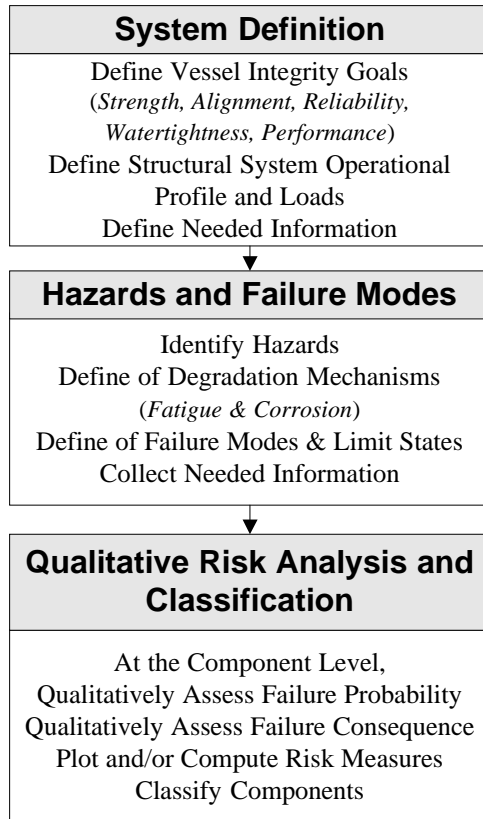 System Definition
Define Vessel Integrity Goals
(Strength, Alignment, Reliability,
Watertightness, Performance)
Define Structural System Operational
Profile and Loads
Define Needed Information
Hazards and Failure Modes
Identify Hazards
Define of Degradation Mechanisms
(Fatigue & Corrosion)
Define of Failure Modes & Limit States
Collect Needed Information
Qualitative Risk Analysis and
Classification
At the Component Level,
Qualitatively Assess Failure Probability
Qualitatively Assess Failure Consequence
Plot and/or Compute Risk Measures
Classify Components